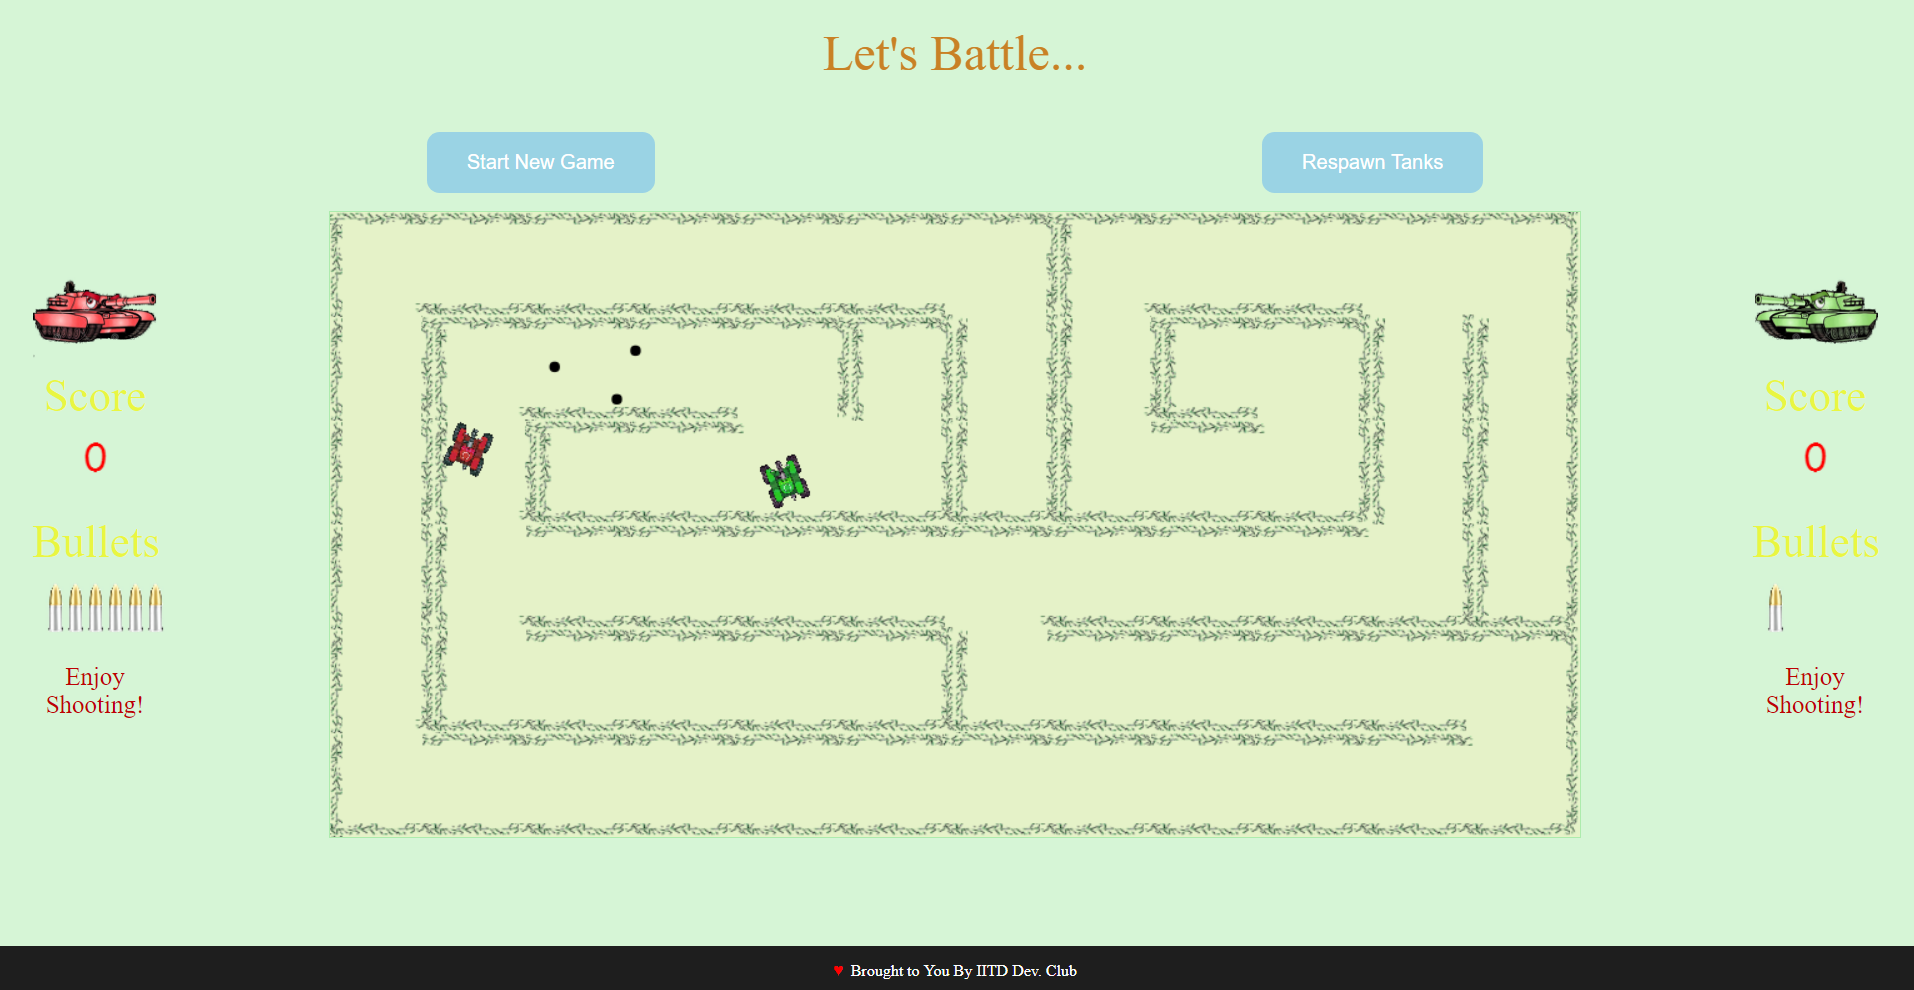 Let's Battle...
Start New Game
Respawn Tanks
Score
0
Bullets
Enjoy
Shooting!
Score
0
Bullets
Enjoy
Shooting!
♥ Brought to You By IITD Dev. Club